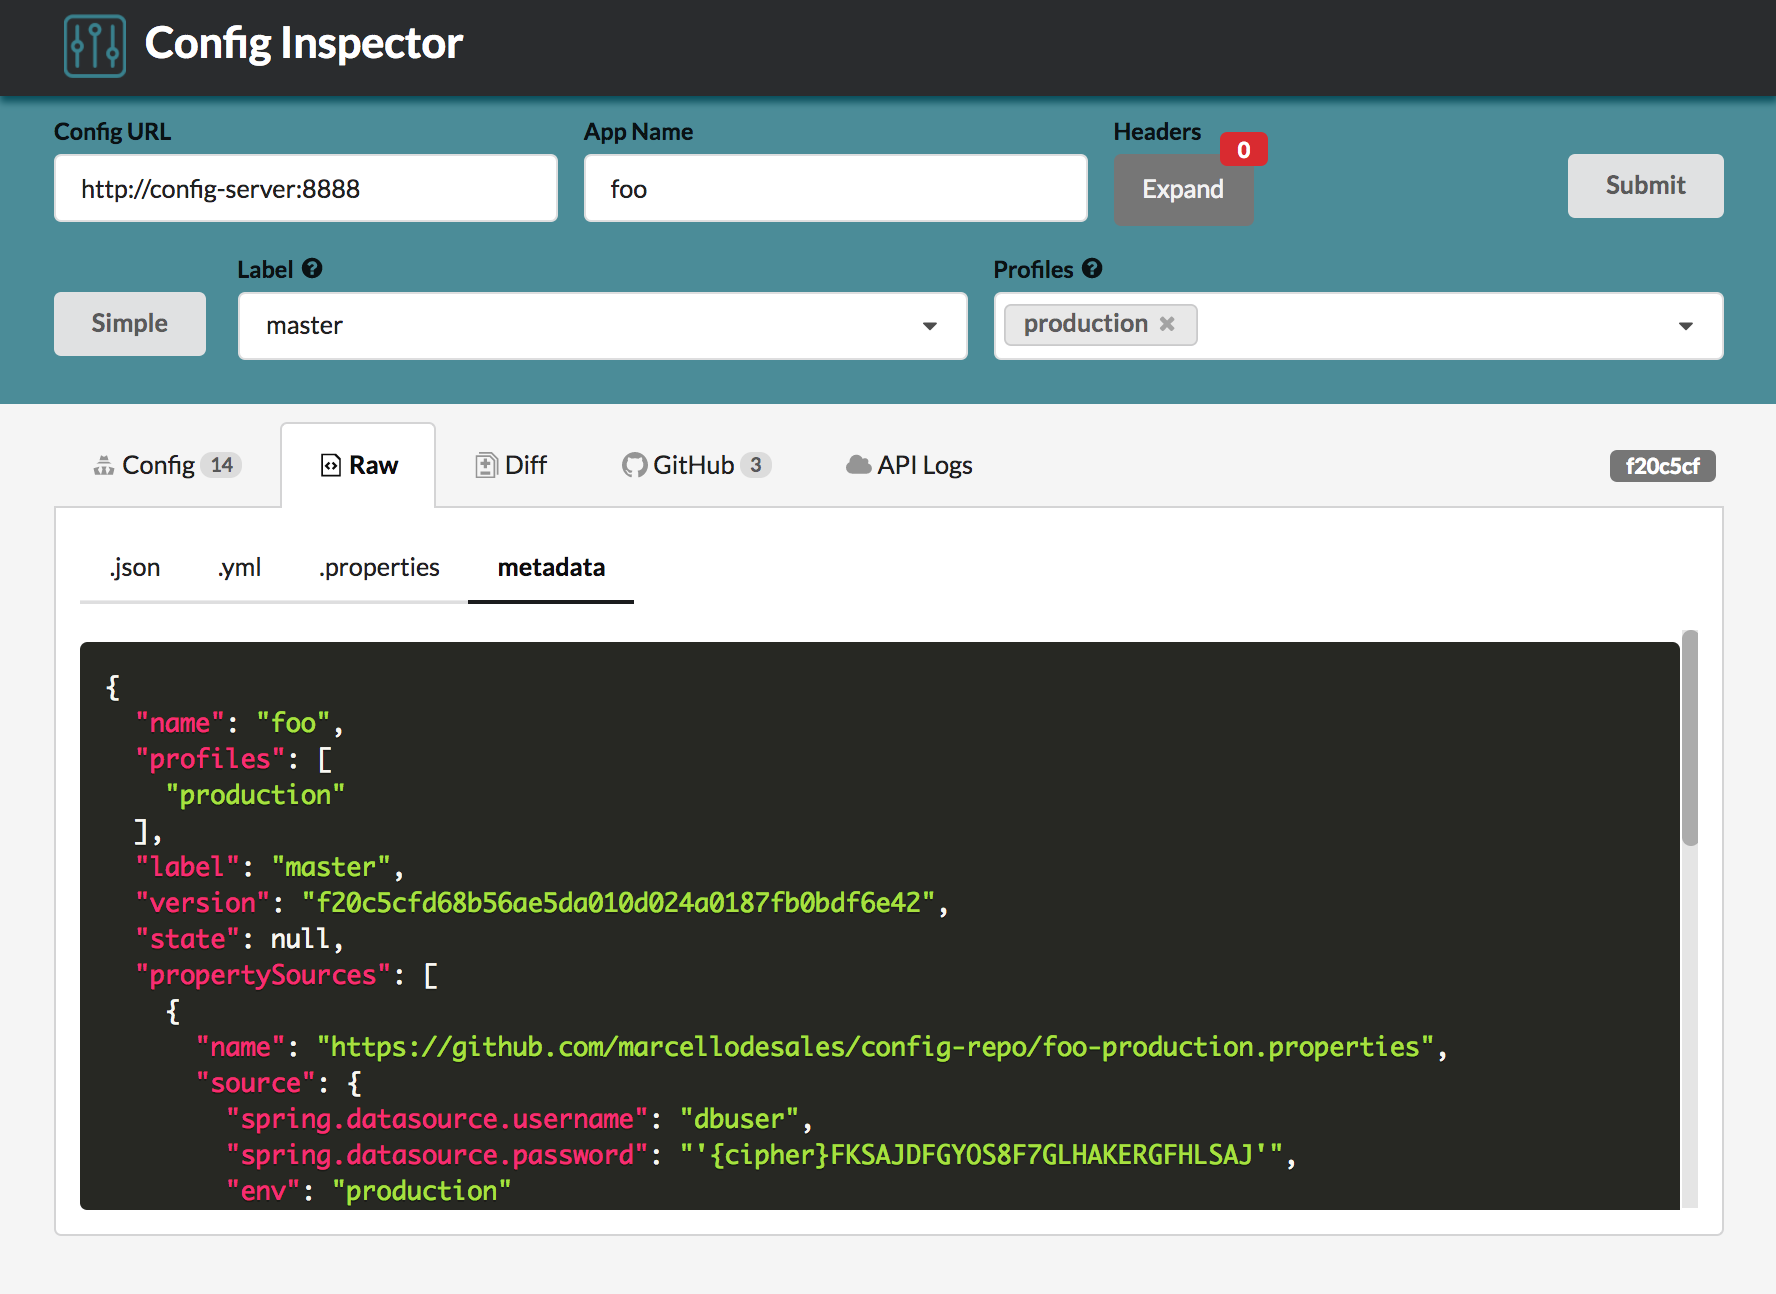 Config Inspector
Config URL
App Name
Headers
0
http://config-server:8888
foo
Expand
Submit
Label
Profiles
Simple
master
production
Config 14
Raw
Diff
GitHub 3
API Logs
f20c5cf
.json
.yml
.properties
metadata
{
"name": "foo",
"profiles": [
"production"
],
"label": "master",
"version": "f20c5cfd68b56ae5da010d024a0187fb0bdf6e42",
"state": null,
"propertySources": [
{
"name": "https://github.com/marcellodesales/config-repo/foo-production.properties",
"source": {
"spring.datasource.username": "dbuser",
"spring.datasource.password": "'{cipher}FKSAJDFGYOS8F7GLHAKERGFHLSAJ'",
"env": "production"